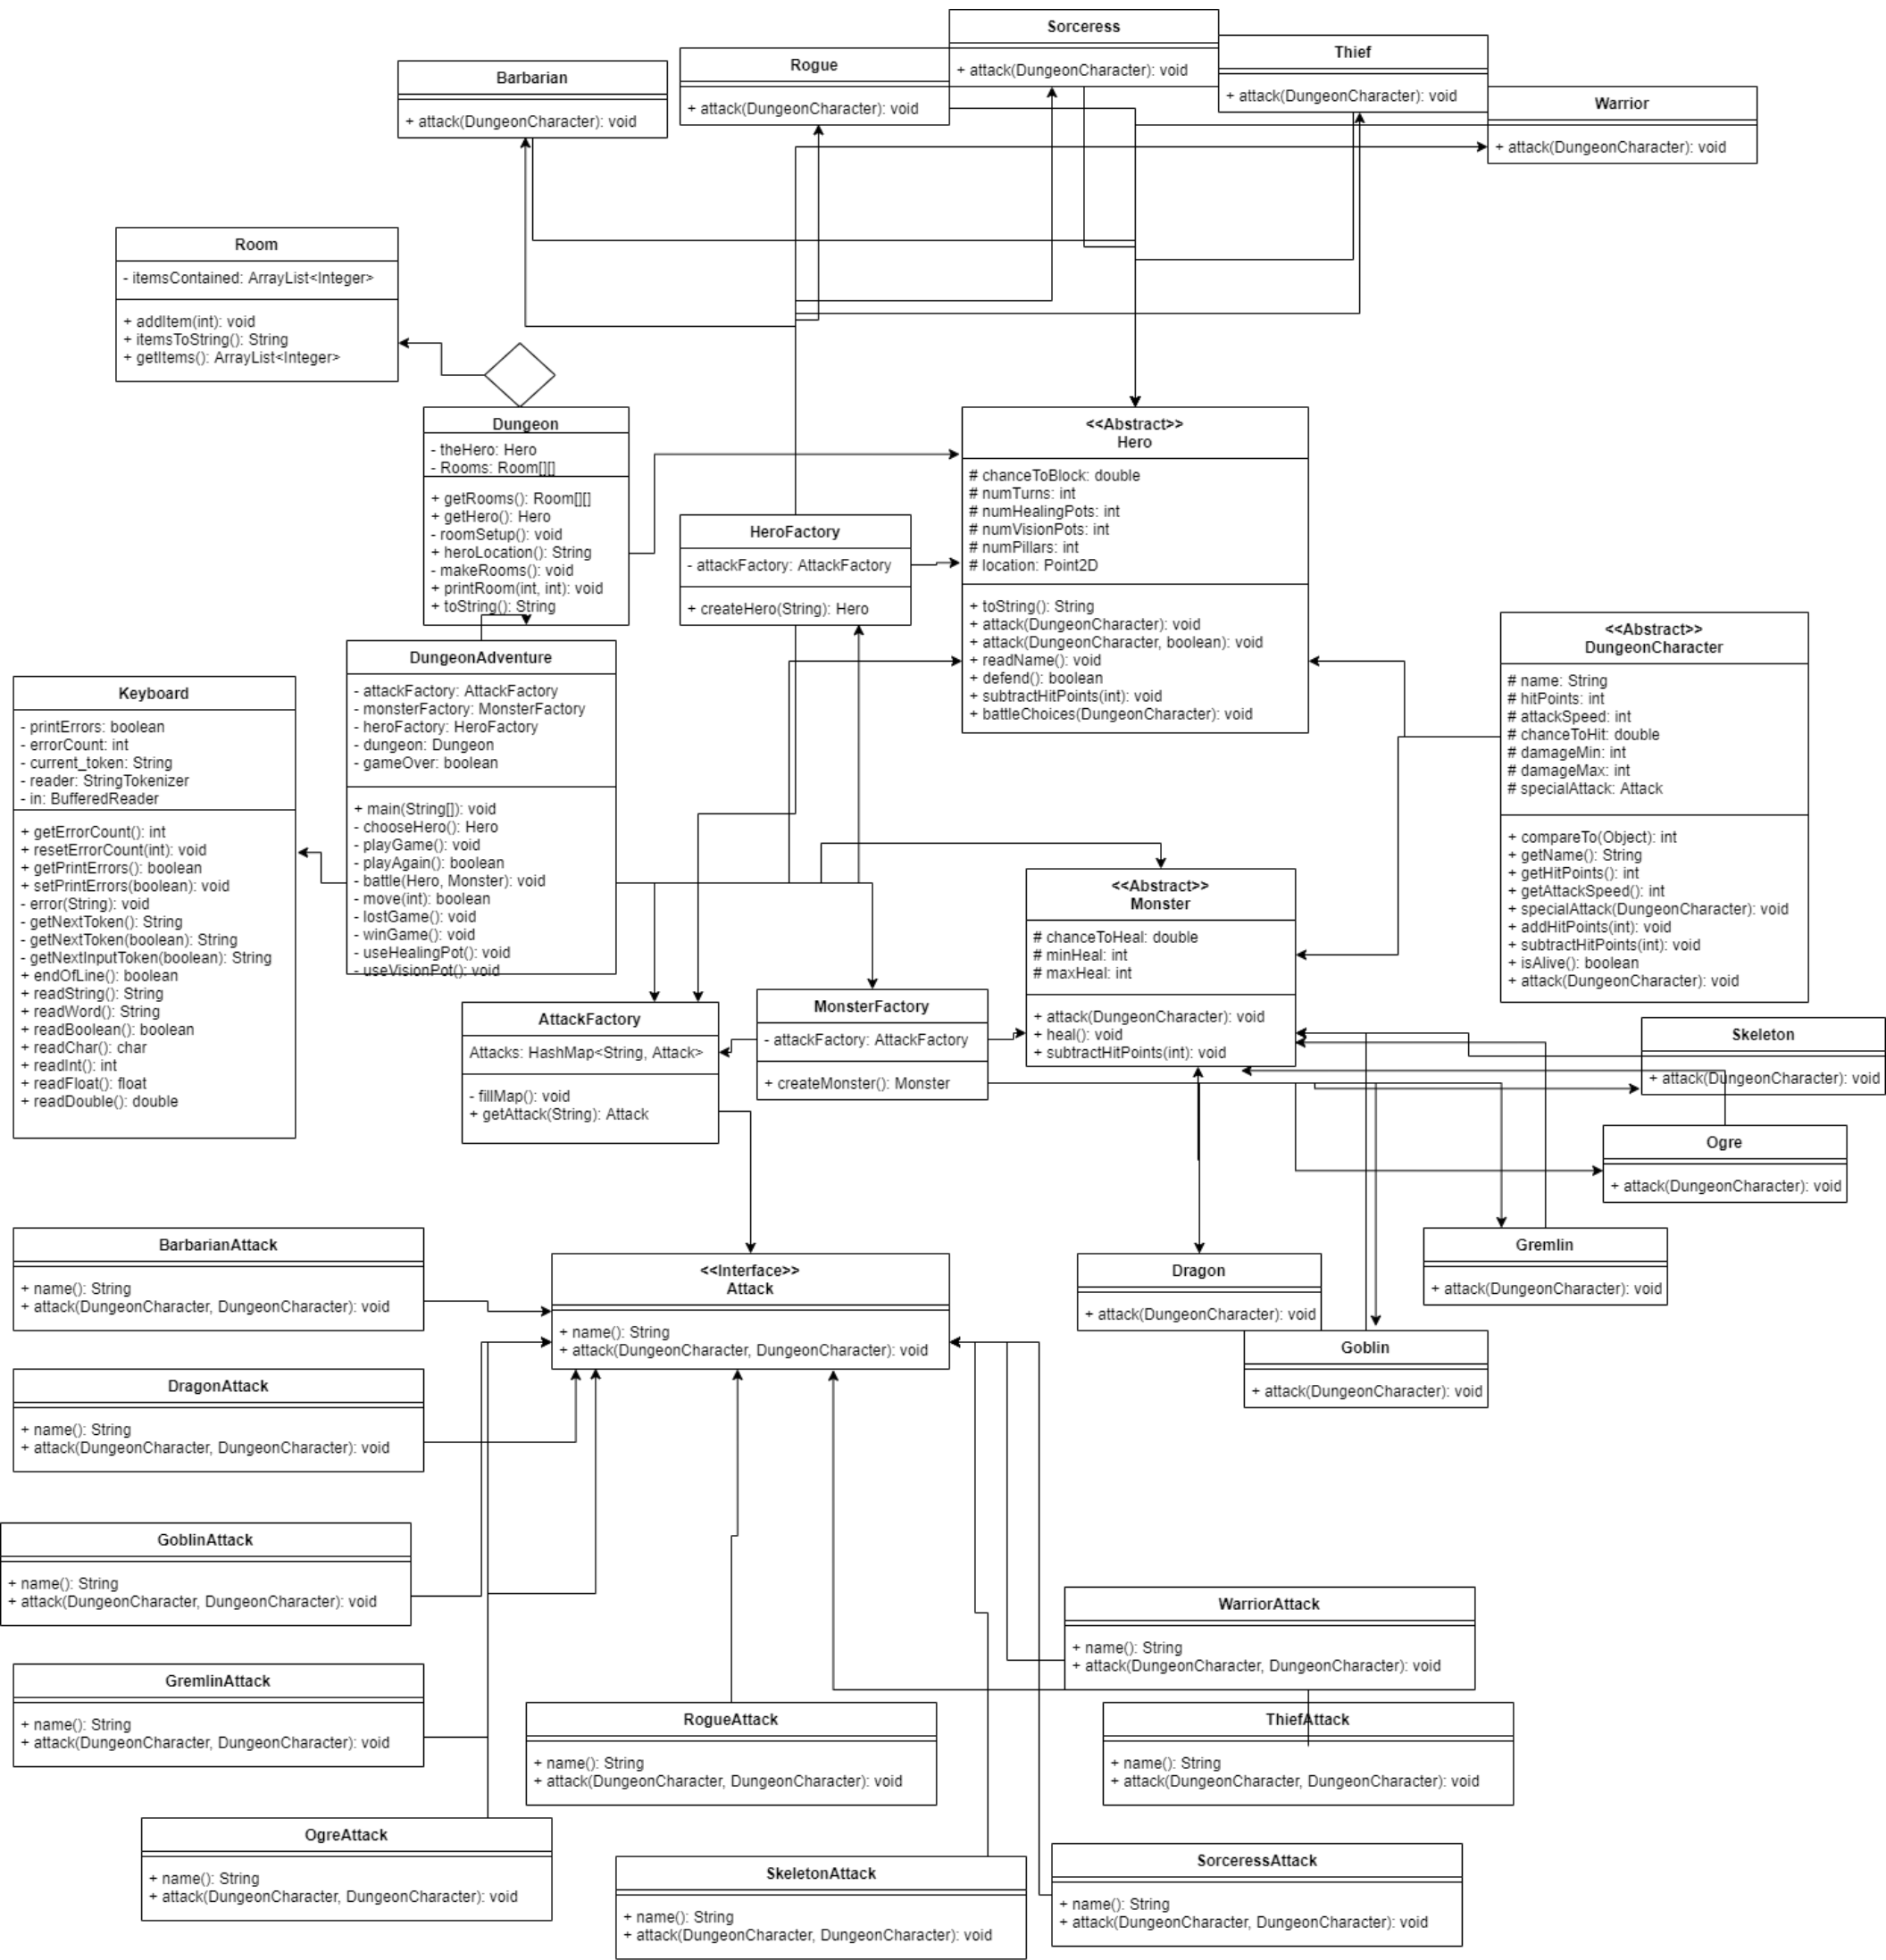 Sorceress
+ attack(DungeonCharacter): void
Thief
+ attack(DungeonCharacter): void
Rogue
+ attack(DungeonCharacter): void
Barbarian
+ attack(DungeonCharacter): void
Warrior
+ attack(DungeonCharacter): void
Room
- itemsContained: ArrayList<Integer>
+ addItem(int): void
+ itemsToString(): String
+ getItems(): ArrayList<Integer>
Dungeon
- theHero: Hero
- Rooms: Room[][]
+ getRooms(): Room[][]
+ getHero(): Hero
- roomSetup(): void
+ heroLocation(): String
- makeRooms(): void
+ printRoom(int, int): void
+ toString(): String
<<Abstract>>
Hero
# chanceToBlock: double
# numTurns: int
# numHealingPots: int
# numVisionPots: int
# numPillars: int
# location: Point2D
+ toString(): String
+ attack(DungeonCharacter): void
+ attack(DungeonCharacter, boolean): void
+ readName(): void
+ defend(): boolean
+ subtractHitPoints(int): void
+ battleChoices(DungeonCharacter): void
HeroFactory
- attackFactory: AttackFactory
+ createHero(String): Hero
<<Abstract>>
DungeonCharacter
# name: String
# hitPoints: int
# attackSpeed: int
# chanceToHit: double
# damageMin: int
# damageMax: int
# specialAttack: Attack
+ compareTo(Object): int
+ getName(): String
+ getHitPoints(): int
+ getAttackSpeed(): int
+ specialAttack(DungeonCharacter): void
+ addHitPoints(int): void
+ subtractHitPoints(int): void
+ isAlive(): boolean
+ attack(DungeonCharacter): void
DungeonAdventure
- attackFactory: AttackFactory
- monsterFactory: MonsterFactory
- heroFactory: HeroFactory
- dungeon: Dungeon
- gameOver: boolean
+ main(String[]): void
- chooseHero(): Hero
- playGame(): void
- playAgain(): boolean
- battle(Hero, Monster): void
- move(int): boolean
- lostGame(): void
- winGame(): void
- useHealingPot(): void
- useVisionPot(): void
Keyboard
- printErrors: boolean
- errorCount: int
- current_token: String
- reader: StringTokenizer
- in: BufferedReader
+ getErrorCount(): int
+ resetErrorCount(int): void
+ getPrintErrors(): boolean
+ setPrintErrors(boolean): void
- error(String): void
- getNextToken(): String
- getNextToken(boolean): String
- getNextInputToken(boolean): String
+ endOfLine(): boolean
+ readString(): String
+ readWord(): String
+ readBoolean(): boolean
+ readChar: char
+ readInt(): int
+ readFloat(): float
+ readDouble(): double
<<Abstract>>
Monster
# chanceToHeal: double
# minHeal: int
# maxHeal: int
+ attack(DungeonCharacter): void
+ heal(): void
+ subtractHitPoints(int): void
MonsterFactory
- attackFactory: AttackFactory
+ createMonster(): Monster
AttackFactory
Attacks: HashMap<String, Attack>
- fillMap(): void
+ getAttack(String): Attack
Skeleton
+ attack(DungeonCharacter): void
Ogre
+ attack(DungeonCharacter): void
Gremlin
+ attack(DungeonCharacter): void
Dragon
+ attack(DungeonCharacter): void
Goblin
+ attack(DungeonCharacter): void
BarbarianAttack
+ name(): String
+ attack(DungeonCharacter, DungeonCharacter): void
<<Interface>>
Attack
+ name(): String
+ attack(DungeonCharacter, DungeonCharacter): void
DragonAttack
+ name(): String
+ attack(DungeonCharacter, DungeonCharacter): void
GoblinAttack
+ name(): String
+ attack(DungeonCharacter, DungeonCharacter): void
WarriorAttack
+ name(): String
+ attack(DungeonCharacter, DungeonCharacter): void
GremlinAttack
+ name(): String
+ attack(DungeonCharacter, DungeonCharacter): void
RogueAttack
+ name(): String
+ attack(DungeonCharacter, DungeonCharacter): void
ThiefAttack
+ name(): String
+ attack(DungeonCharacter, DungeonCharacter): void
OgreAttack
+ name(): String
+ attack(DungeonCharacter, DungeonCharacter): void
SkeletonAttack
+ name(): String
+ attack(DungeonCharacter, DungeonCharacter): void
SorceressAttack
+ name(): String
+ attack(DungeonCharacter, DungeonCharacter): void